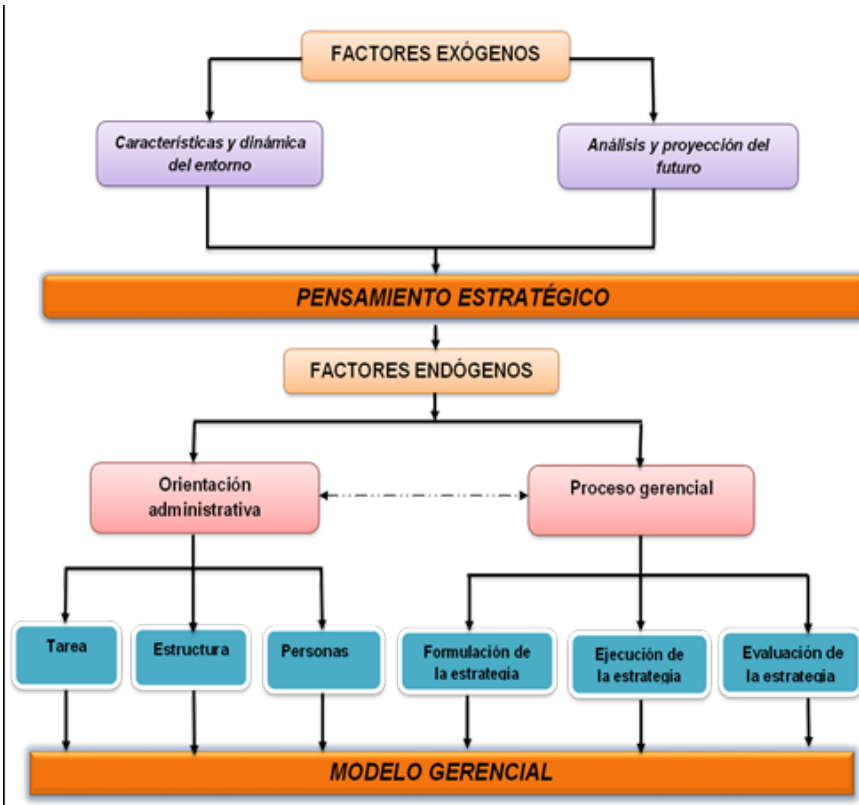 FACTORES EXÓGENOS
Características y dinámica
del entorno
Análisis y proyección del
futuro
PENSAMIENTO ESTRATÉGICO
FACTORES ENDÓGENOS
Orientación
administrativa
Proceso gerencial
Tarea
Estructura
Personas
Formulación de
la estrategia
Ejecución de
la estrategia
Evaluación de
la estrategia
MODELO GERENCIAL